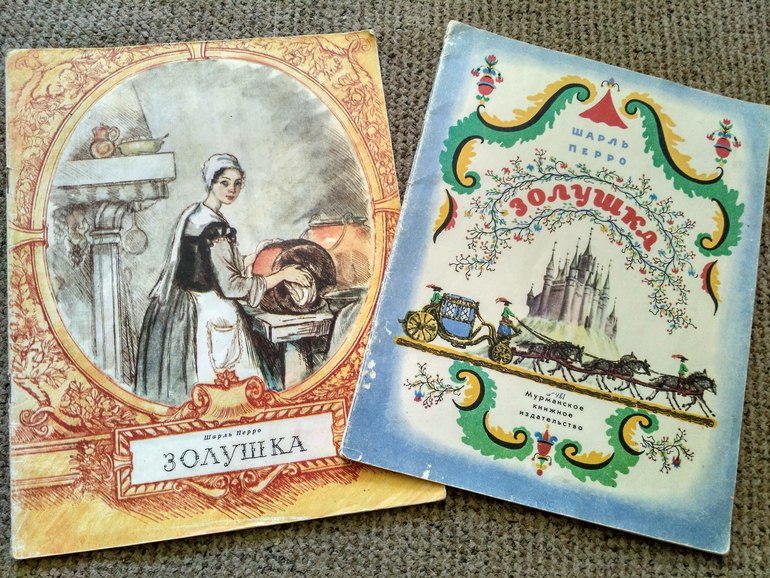 Шарль Перро
ЗОЛУШКА
ШАРЛЬ
ПЕРРО
ЗОЛУШКА
Мурманское
книжное
издательство